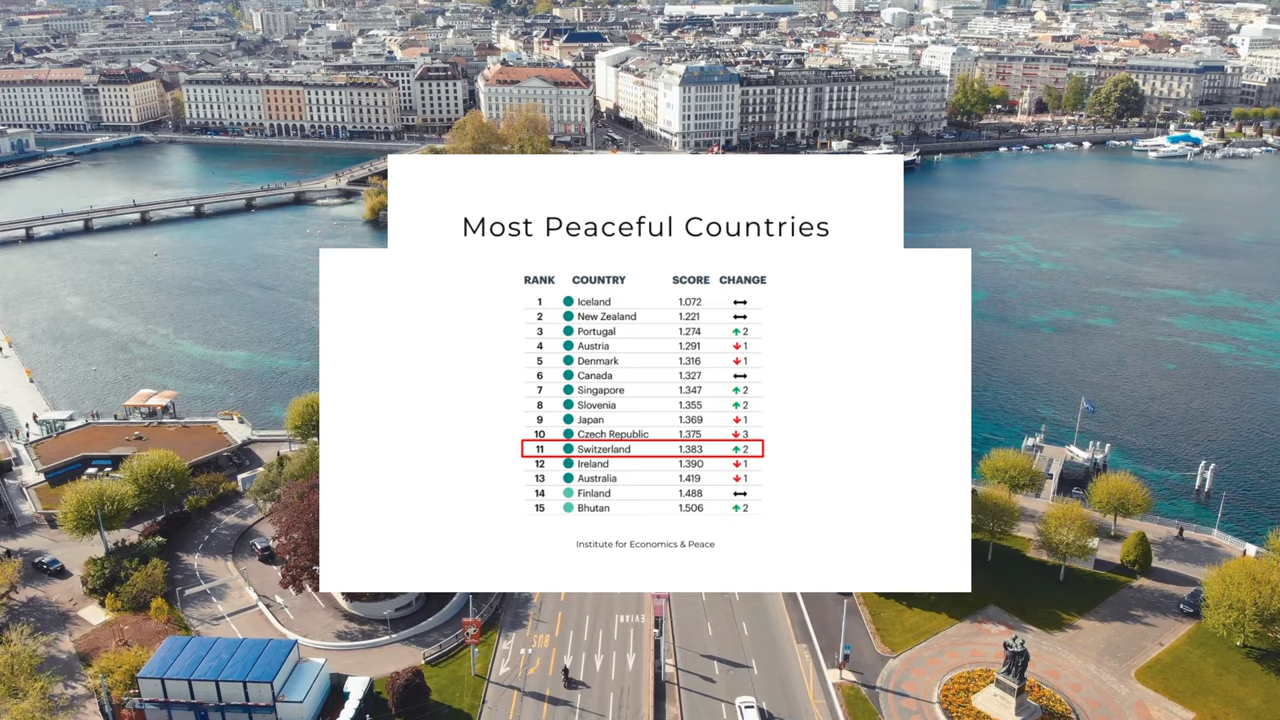 Most Peaceful Countries
RANK COUNTRY SCORE CHANGE
1 Iceland 1.072 ↔
2 New Zealand 1.221 ↔
3 Portugal 1.274 ↑ 2
4 Austria 1.291 ↓ 1
5 Denmark 1.316 ↓ 1
6 Canada 1.327 ↔
7 Singapore 1.347 ↑ 2
8 Slovenia 1.355 ↑ 2
9 Japan 1.369 ↓ 1
10 Czech Republic 1.375 ↓ 3
11 Switzerland 1.383 ↑ 2
12 Ireland 1.390 ↓ 1
13 Australia 1.419 ↓ 1
14 Finland 1.488 ↔
15 Bhutan 1.506 ↑ 2
Institute for Economics & Peace
EVIAN
BUS